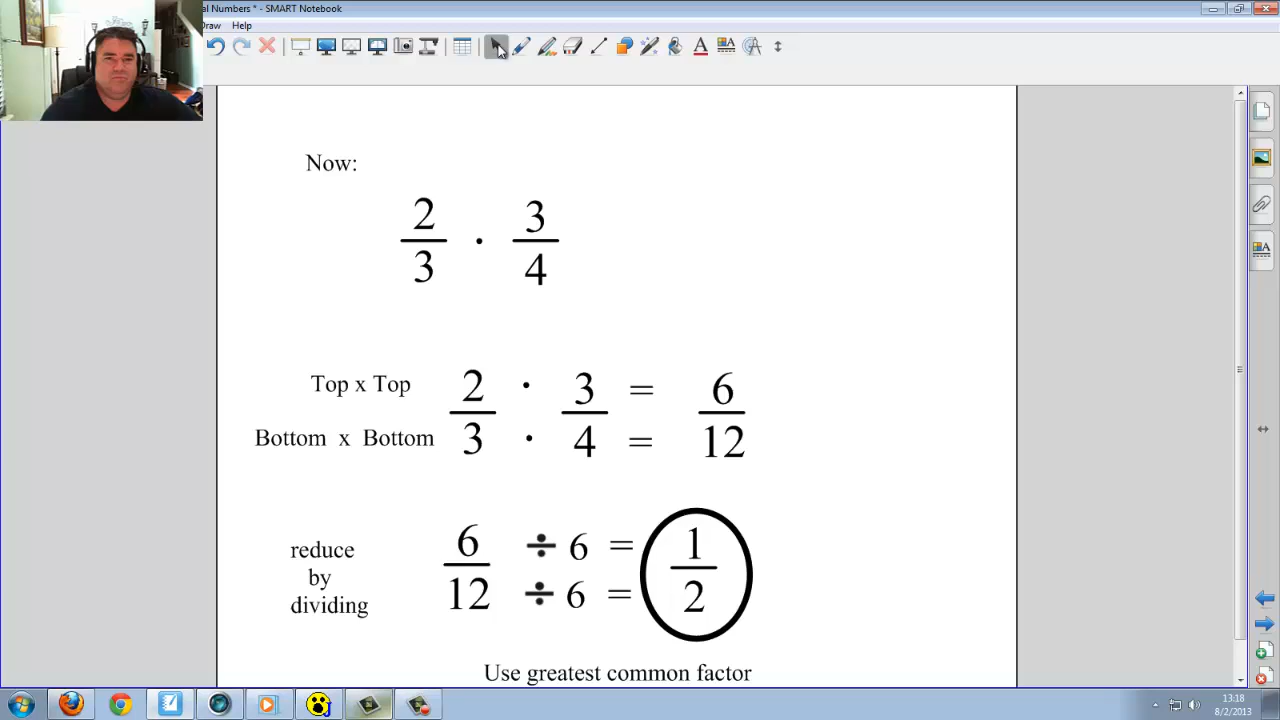 al Numbers * - SMART Notebook
Draw Help
Now:
2/3 · 3/4
Top x Top 2 · 3 = 6
Bottom x Bottom 3 · 4 = 12
reduce
by
dividing
6 ÷ 6 = 1
12 ÷ 6 = 2
Use greatest common factor
13:18
8/2/2013